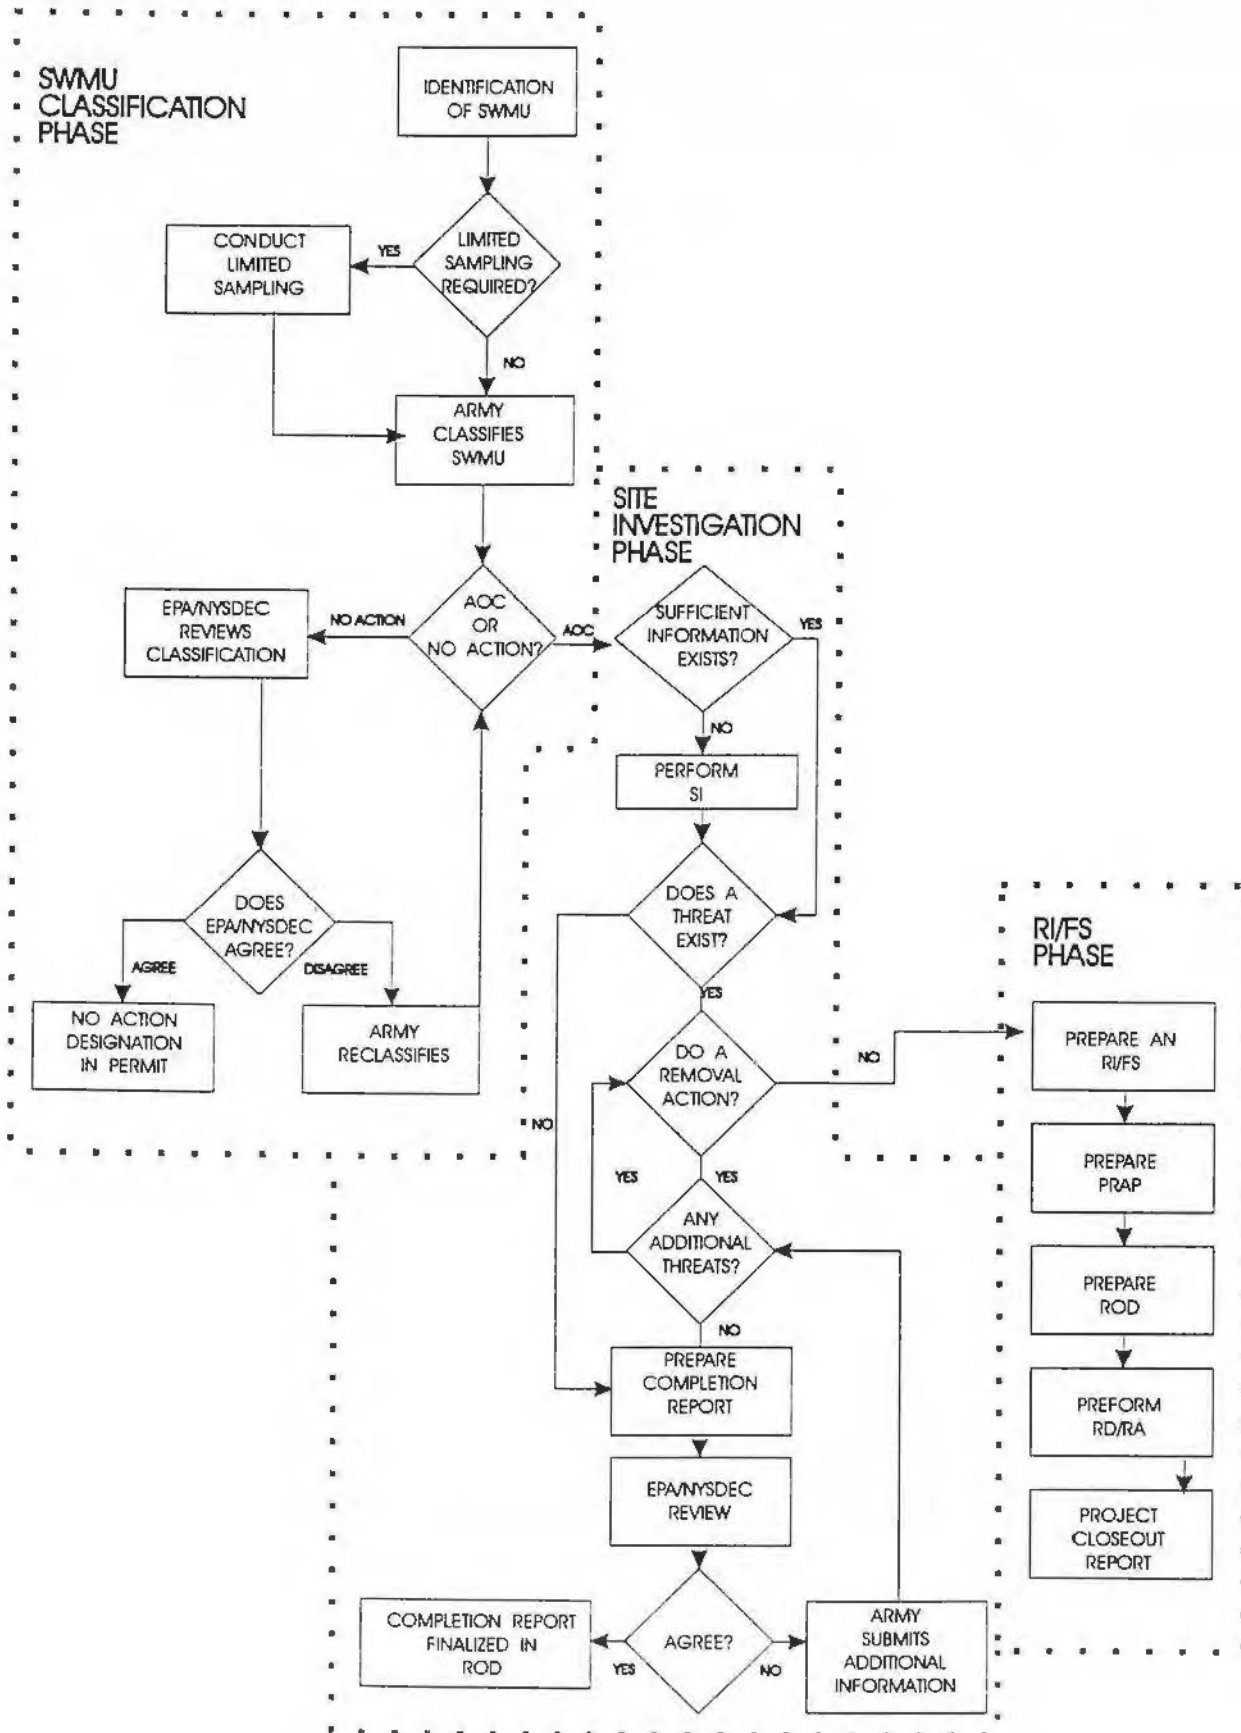 SWMU
CLASSIFICATION
PHASE
IDENTIFICATION
OF SWMU
LIMITED
SAMPLING
REQUIRED?
YES
CONDUCT
LIMITED
SAMPLING
NO
ARMY
CLASSIFIES
SWMU
AOC
OR
NO ACTION?
NO ACTION
EPA/NYSDEC
REVIEWS
CLASSIFICATION
DOES
EPA/NYSDEC
AGREE?
AGREE
DISAGREE
NO ACTION
DESIGNATION
IN PERMIT
ARMY
RECLASSIFIES
AOC
SITE
INVESTIGATION
PHASE
SUFFICIENT
INFORMATION
EXISTS?
YES
NO
PERFORM
SI
DOES A
THREAT
EXIST?
YES
NO
DO A
REMOVAL
ACTION?
NO
YES
YES
ANY
ADDITIONAL
THREATS?
NO
PREPARE
COMPLETION
REPORT
EPA/NYSDEC
REVIEW
AGREE?
YES
NO
COMPLETION REPORT
FINALIZED IN
ROD
ARMY
SUBMITS
ADDITIONAL
INFORMATION
RI/FS
PHASE
PREPARE AN
RI/FS
PREPARE
PRAP
PREPARE
ROD
PREFORM
RD/RA
PROJECT
CLOSEOUT
REPORT